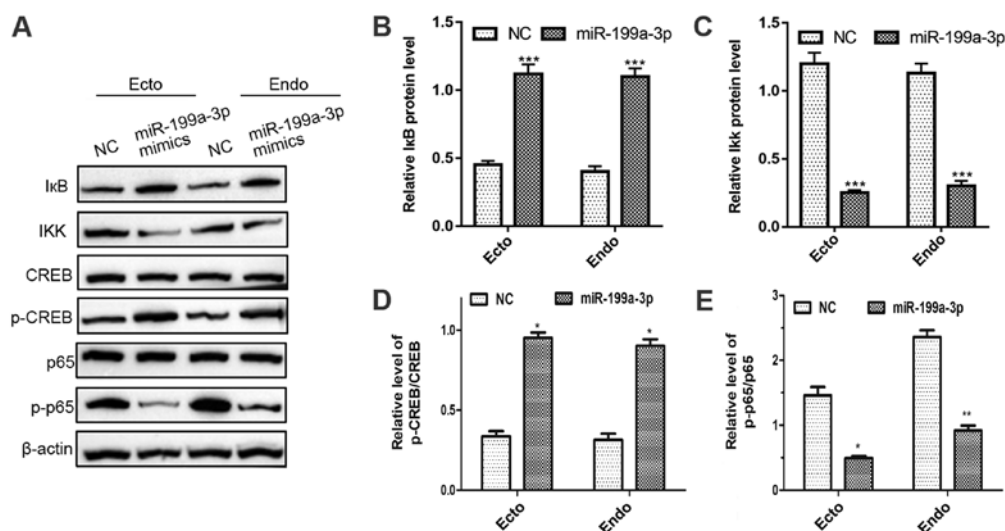 A
Ecto
Endo
NC
miR-199a-3p
mimics
NC
miR-199a-3p
mimics
IκB
IKK
CREB
p-CREB
p65
p-p65
β-actin
B
NC
miR-199a-3p
Relative IκB protein level
1.5
1.0
0.5
0.0
***
***
Ecto
Endo
C
NC
miR-199a-3p
Relative Ikk protein level
1.5
1.0
0.5
0.0
***
***
Ecto
Endo
D
NC
miR-199a-3p
Relative level of
p-CREB/CREB
1.0
0.5
0.0
*
*
Ecto
Endo
E
NC
miR-199a-3p
Relative level of
p-p65/p65
3
2
1
0
*
**
Ecto
Endo